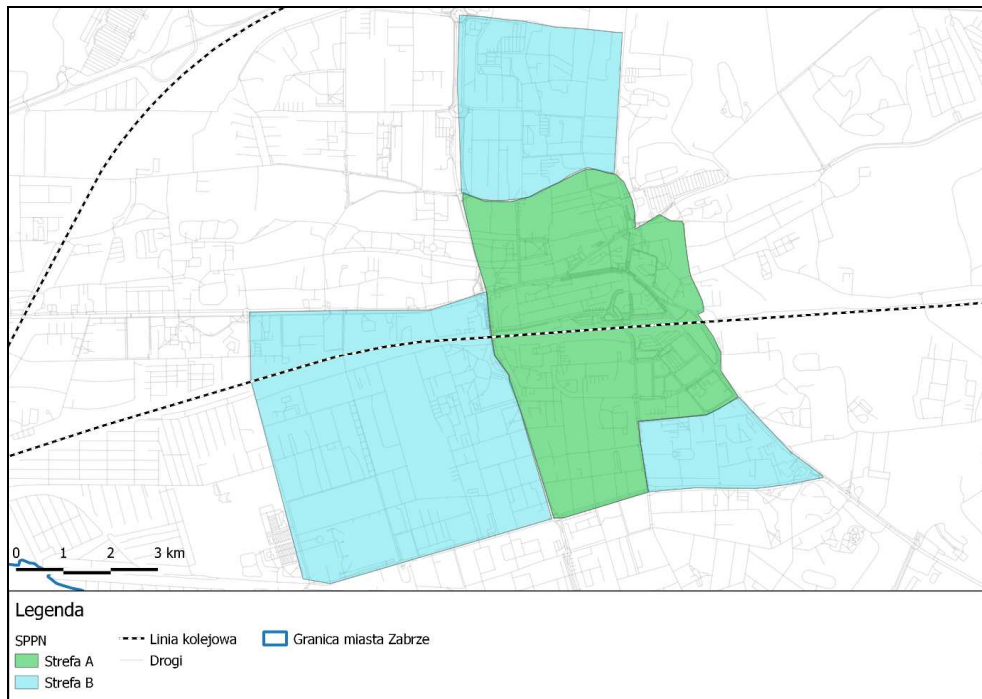 0 1 2 3 km
Legenda
SPPN
Strefa A
Strefa B
Linia kolejowa
Drogi
Granica miasta Zabrze